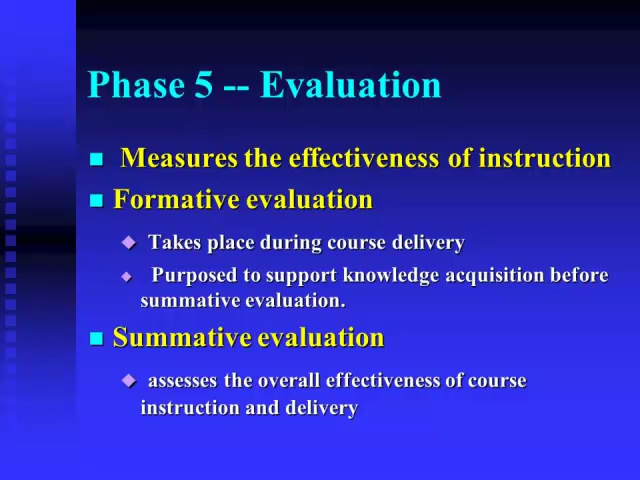 Phase 5 -- Evaluation
Measures the effectiveness of instruction
Formative evaluation
Takes place during course delivery
Purposed to support knowledge acquisition before
summative evaluation.
Summative evaluation
assesses the overall effectiveness of course
instruction and delivery